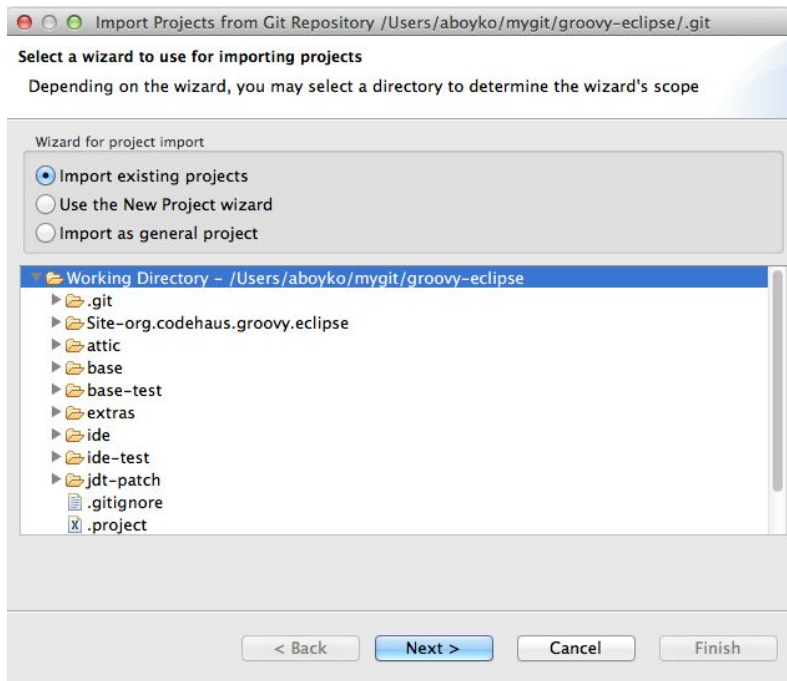 Import Projects from Git Repository /Users/aboyko/mygit/groovy-eclipse/.git
Select a wizard to use for importing projects
Depending on the wizard, you may select a directory to determine the wizard's scope
Wizard for project import
Import existing projects
Use the New Project wizard
Import as general project
Working Directory – /Users/aboyko/mygit/groovy-eclipse
.git
Site-org.codehaus.groovy.eclipse
attic
base
base-test
extras
ide
ide-test
jdt-patch
.gitignore
.project
< Back Next > Cancel Finish